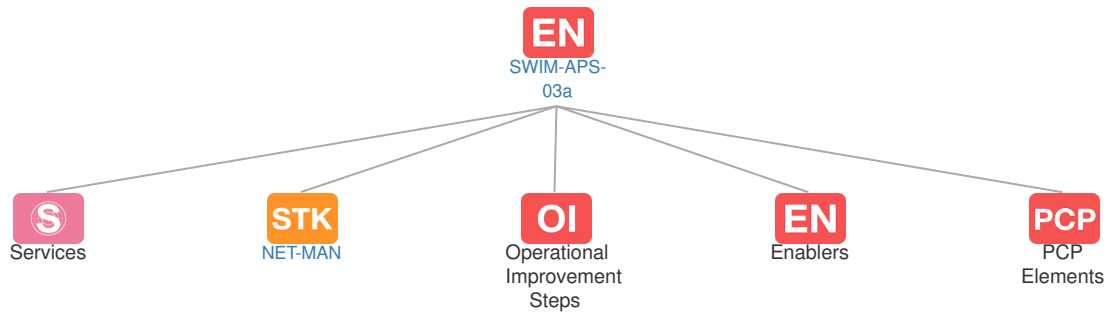 EN
SWIM-APS-
03a
S
STK
OI
EN
PCP
Services
NET-MAN
Operational
Improvement
Steps
Enablers
PCP
Elements